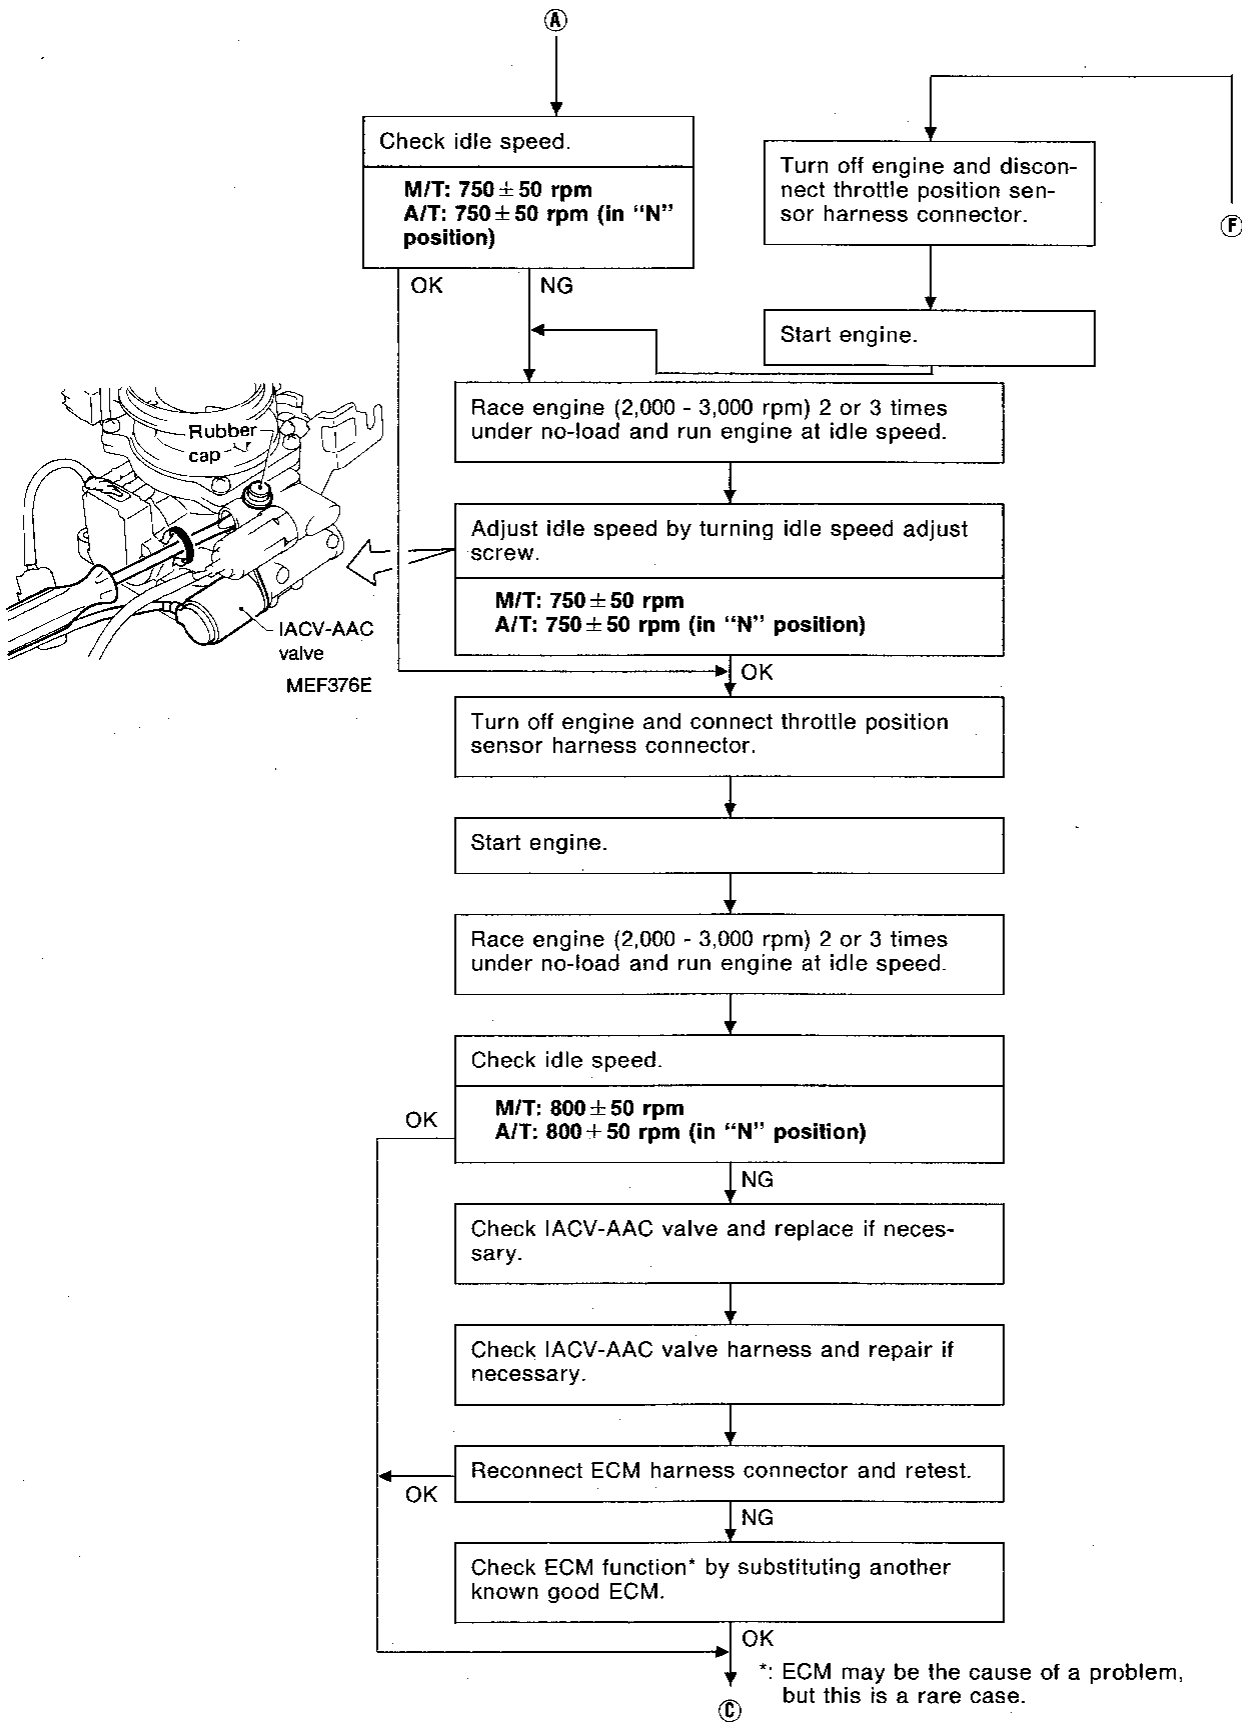 A
Check idle speed.
M/T: 750±50 rpm
A/T: 750±50 rpm (in “N”
position)
OK
NG
Turn off engine and discon-
nect throttle position sen-
sor harness connector.
F
Start engine.
Race engine (2,000 - 3,000 rpm) 2 or 3 times
under no-load and run engine at idle speed.
Rubber
cap
Adjust idle speed by turning idle speed adjust
screw.
M/T: 750±50 rpm
A/T: 750±50 rpm (in “N” position)
IACV-AAC
valve
MEF376E
OK
Turn off engine and connect throttle position
sensor harness connector.
Start engine.
Race engine (2,000 - 3,000 rpm) 2 or 3 times
under no-load and run engine at idle speed.
Check idle speed.
M/T: 800±50 rpm
A/T: 800±50 rpm (in “N” position)
OK
NG
Check IACV-AAC valve and replace if neces-
sary.
Check IACV-AAC valve harness and repair if
necessary.
Reconnect ECM harness connector and retest.
OK
NG
Check ECM function* by substituting another
known good ECM.
OK
*: ECM may be the cause of a problem,
but this is a rare case.
C